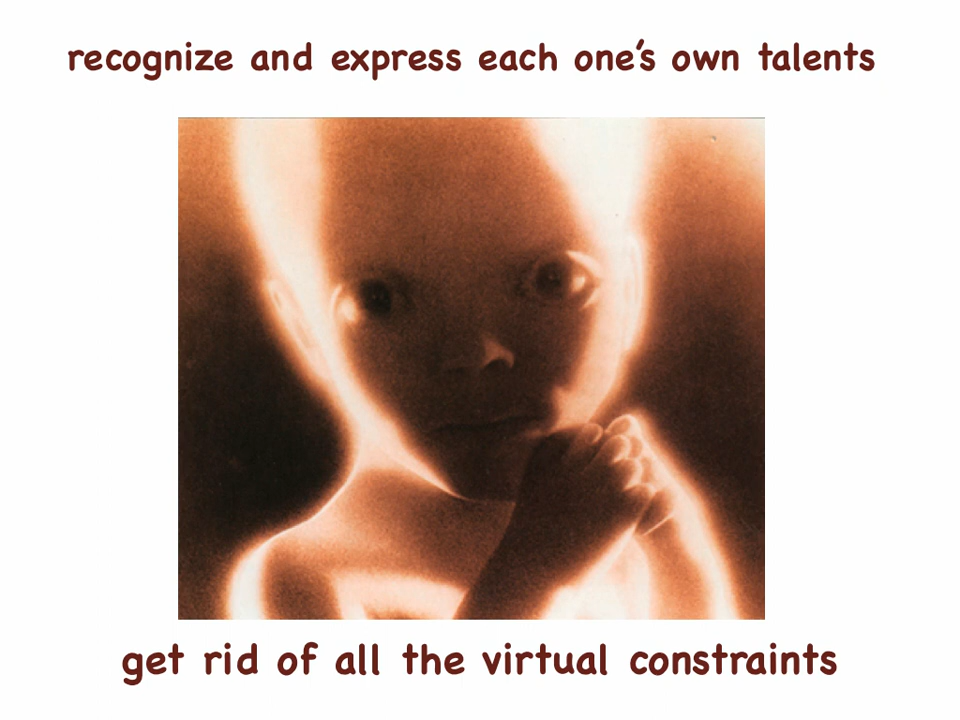 recognize and express each one's own talents
get rid of all the virtual constraints